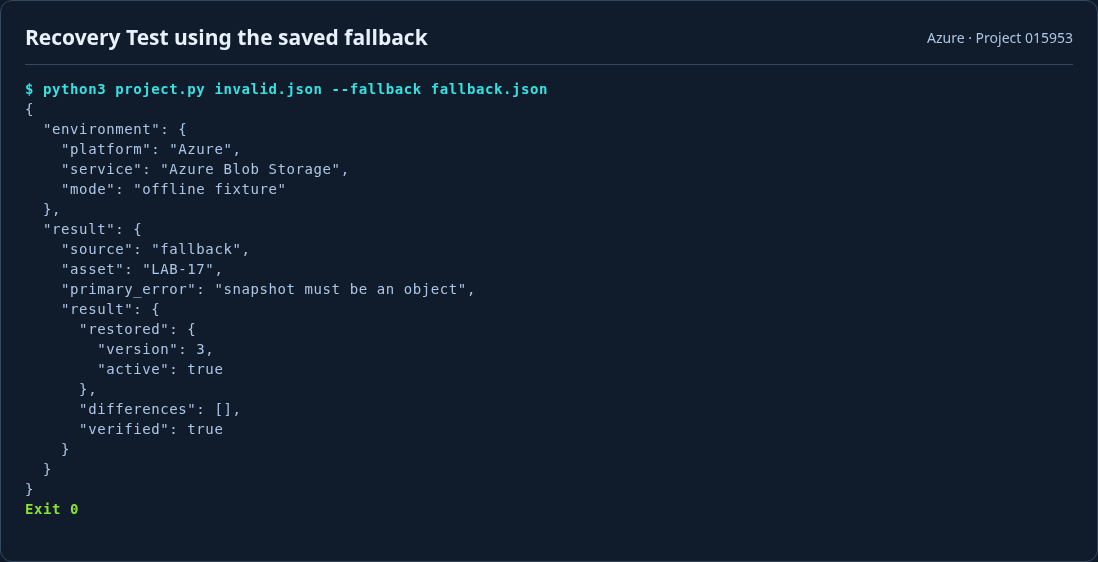 Recovery Test using the saved fallback
Azure · Project 015953
$ python3 project.py invalid.json --fallback fallback.json
{
  "environment": {
    "platform": "Azure",
    "service": "Azure Blob Storage",
    "mode": "offline fixture"
  },
  "result": {
    "source": "fallback",
    "asset": "LAB-17",
    "primary_error": "snapshot must be an object",
    "result": {
      "restored": {
        "version": 3,
        "active": true
      },
      "differences": [],
      "verified": true
    }
  }
}
Exit 0